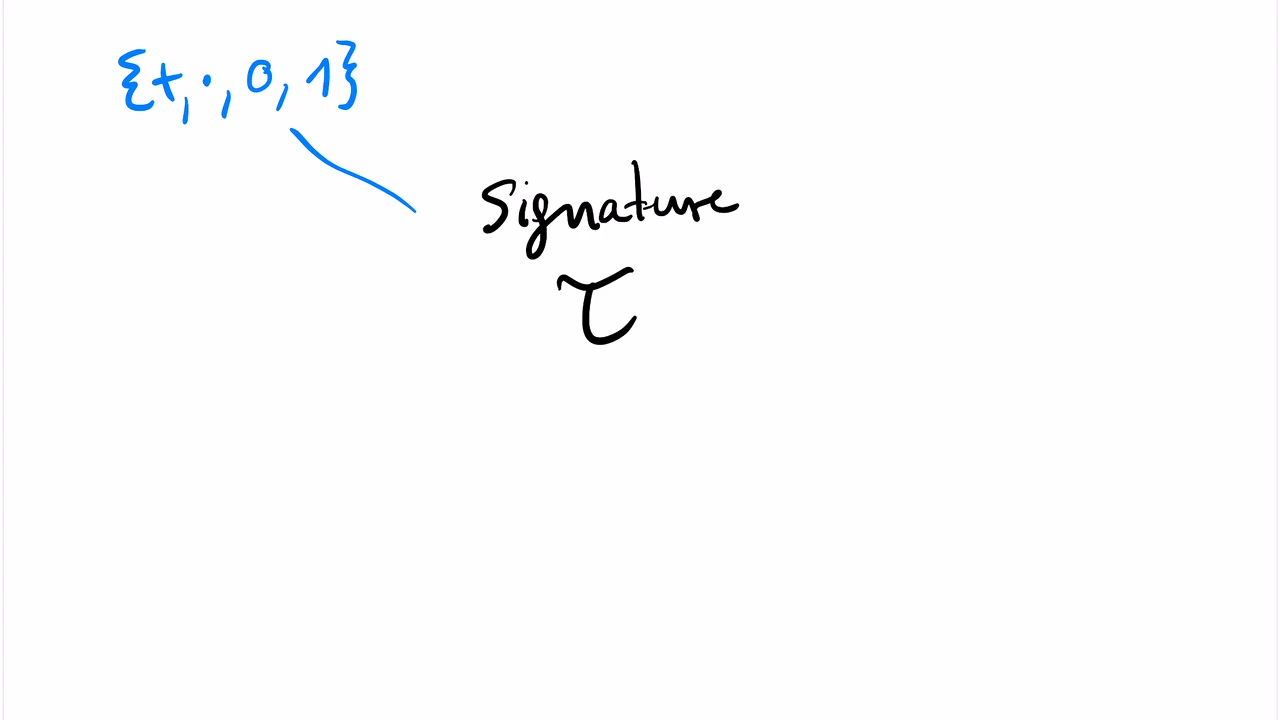 {+, ·, 0, 1}
Signature
τ